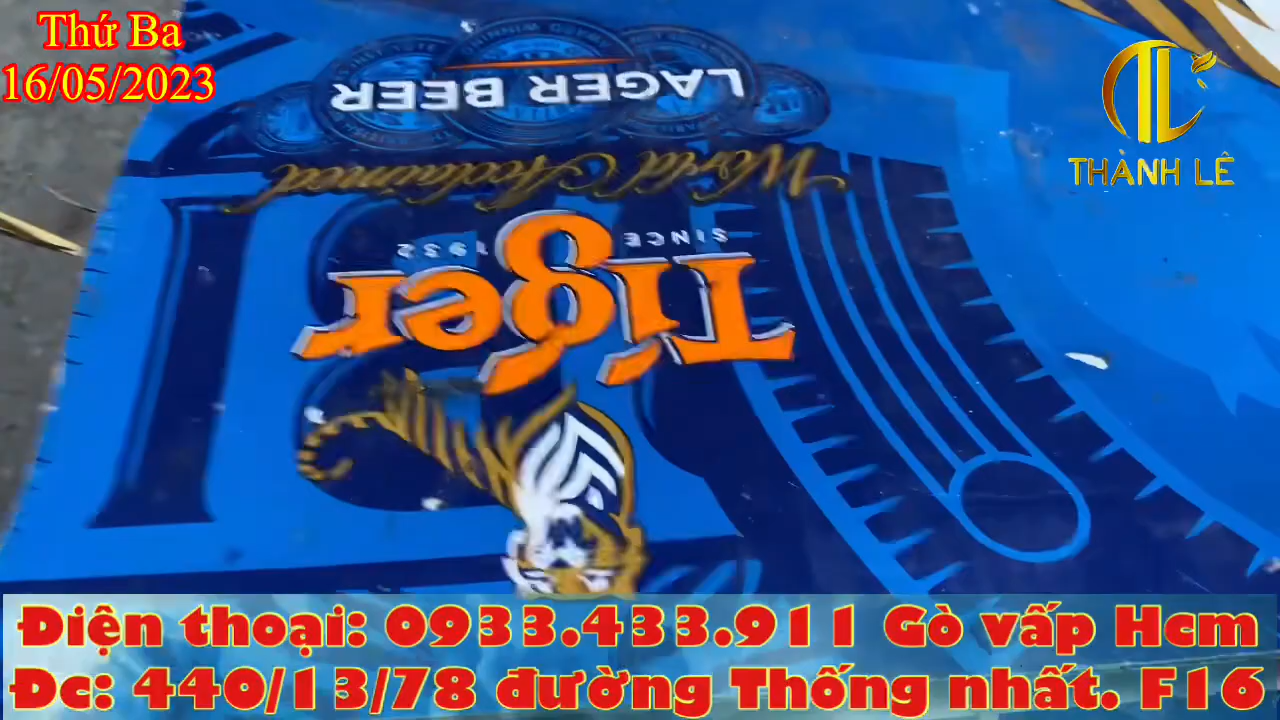 Thứ Ba
16/05/2023
THÀNH LÊ
LAGER BEER
World Acclaimed
SINCE 1932
Tiger
Điện thoại: 0933.433.911 Gò vấp Hcm
Đc: 440/13/78 đường Thống nhất. F16